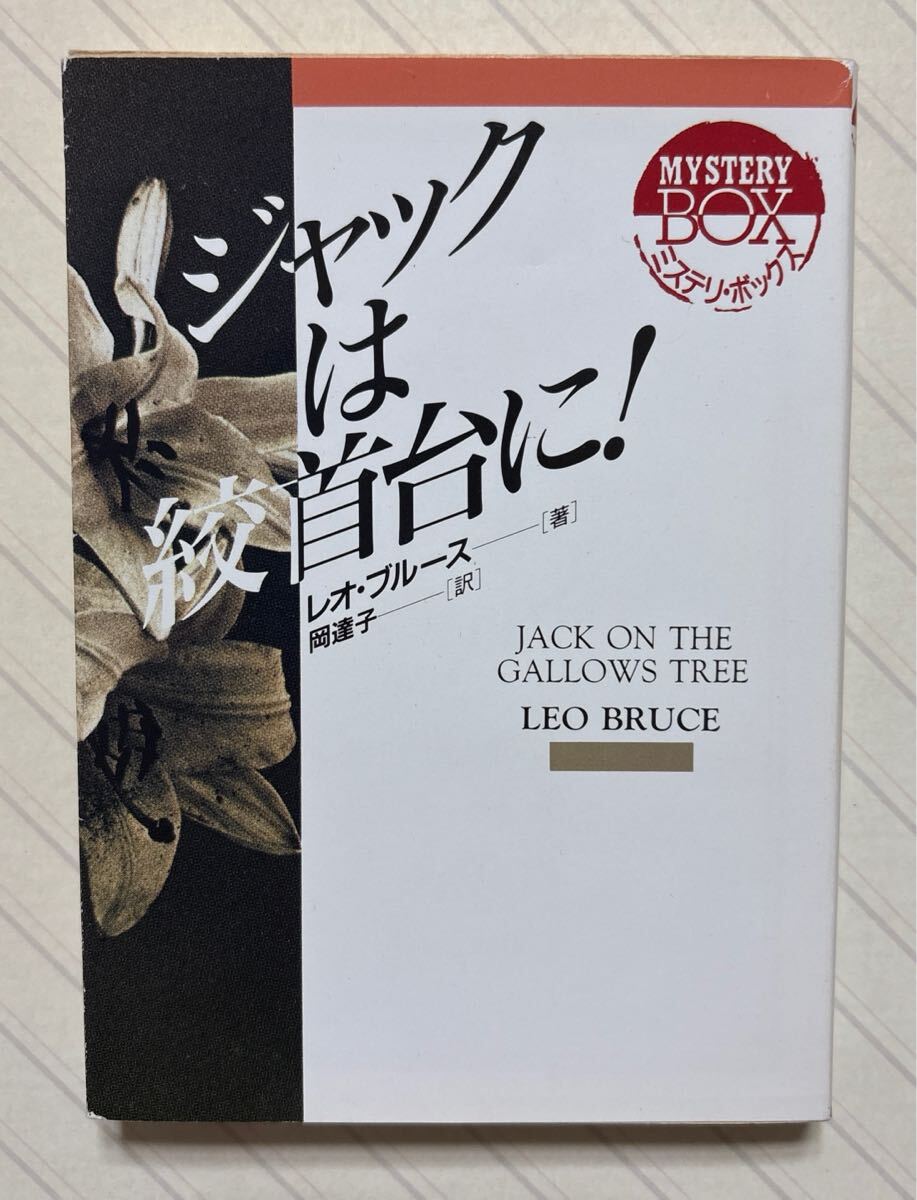 ジャック
は
絞首台に!
レオ・ブルース[著]
岡達子[訳]
MYSTERY
BOX
ミステリ・ボックス
JACK ON THE
GALLOWS TREE
LEO BRUCE